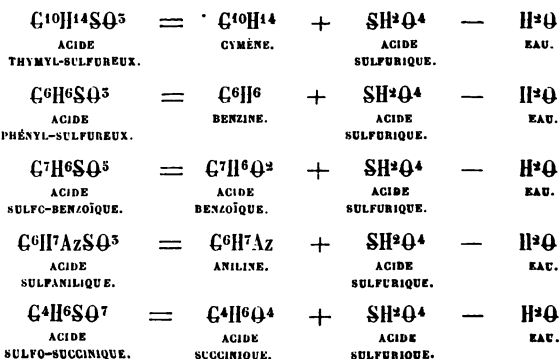 C¹⁰H¹⁴SO³ = C¹⁰H¹⁴ + SH²O⁴ — H²O
ACIDE CYMÈNE. ACIDE EAU.
THYMYL-SULFUREUX. SULFURIQUE.
C⁶H⁶SO³ = C⁶H⁶ + SH²O⁴ — H²O
ACIDE BENZINE. ACIDE EAU.
PHÉNYL-SULFUREUX. SULFURIQUE.
C⁷H⁶SO⁵ = C⁷H⁶O² + SH²O⁴ — H²O
ACIDE ACIDE ACIDE EAU.
SULFO-BENZOÏQUE. BENZOÏQUE. SULFURIQUE.
C⁶H⁷AzSO³ = C⁶H⁷Az + SH²O⁴ — H²O
ACIDE ANILINE. ACIDE EAU.
SULFANILIQUE. SULFURIQUE.
C⁴H⁶SO⁷ = C⁴H⁶O⁴ + SH²O⁴ — H²O
ACIDE ACIDE ACIDE EAU.
SULFO-SUCCINIQUE. SUCCINIQUE. SULFURIQUE.